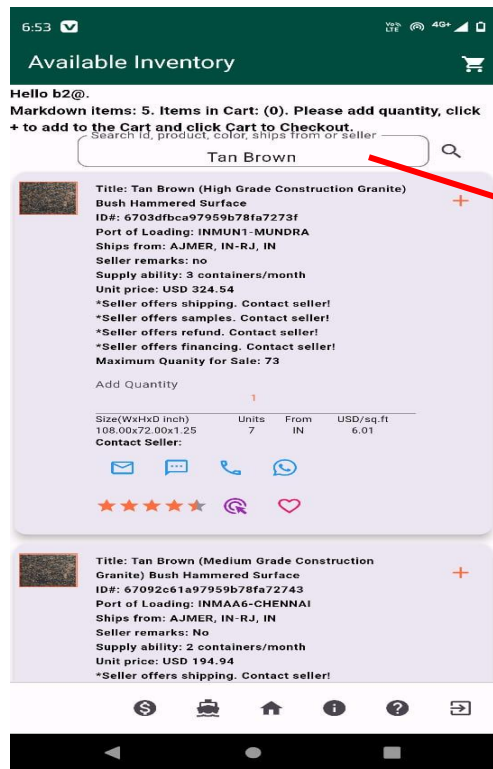 6:53
Vo)) LTE 4G+
Available Inventory
Hello b2@.
Markdown items: 5. Items in Cart: (0). Please add quantity, click
+ to add to the Cart and click Cart to Checkout.
Search id, product, color, ships from or seller
Tan Brown
Title: Tan Brown (High Grade Construction Granite)
Bush Hammered Surface
ID#: 6703dfbca97959b78fa7273f
Port of Loading: INMUN1-MUNDRA
Ships from: AJMER, IN-RJ, IN
Seller remarks: no
Supply ability: 3 containers/month
Unit price: USD 324.54
*Seller offers shipping. Contact seller!
*Seller offers samples. Contact seller!
*Seller offers refund. Contact seller!
*Seller offers financing. Contact seller!
Maximum Quanity for Sale: 73
Add Quantity
1
Size(WxHxD inch) Units From USD/sq.ft
108.00x72.00x1.25 7 IN 6.01
Contact Seller:
Title: Tan Brown (Medium Grade Construction
Granite) Bush Hammered Surface
ID#: 67092c61a97959b78fa72743
Port of Loading: INMAA6-CHENNAI
Ships from: AJMER, IN-RJ, IN
Seller remarks: No
Supply ability: 2 containers/month
Unit price: USD 194.94
*Seller offers shipping. Contact seller!